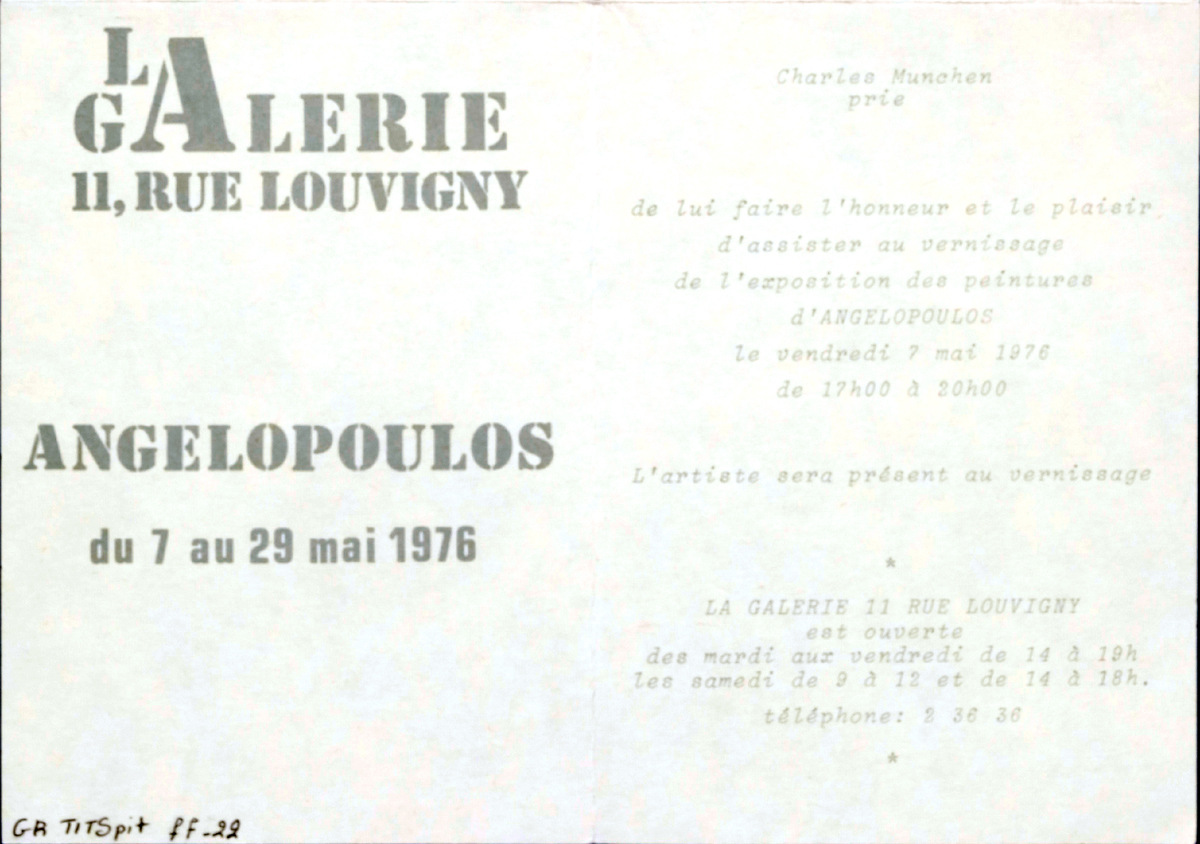 LA
GALERIE
11, RUE LOUVIGNY
ANGELOPOULOS
du 7 au 29 mai 1976
Charles Munchen
prie
de lui faire l'honneur et le plaisir
d'assister au vernissage
de l'exposition des peintures
d'ANGELOPOULOS
le vendredi 7 mai 1976
de 17h00 à 20h00
L'artiste sera présent au vernissage
*
LA GALERIE 11 RUE LOUVIGNY
est ouverte
des mardi aux vendredi de 14 à 19h
les samedi de 9 à 12 et de 14 à 18h.
téléphone: 2 36 36
*
GR TITSpit ff-22